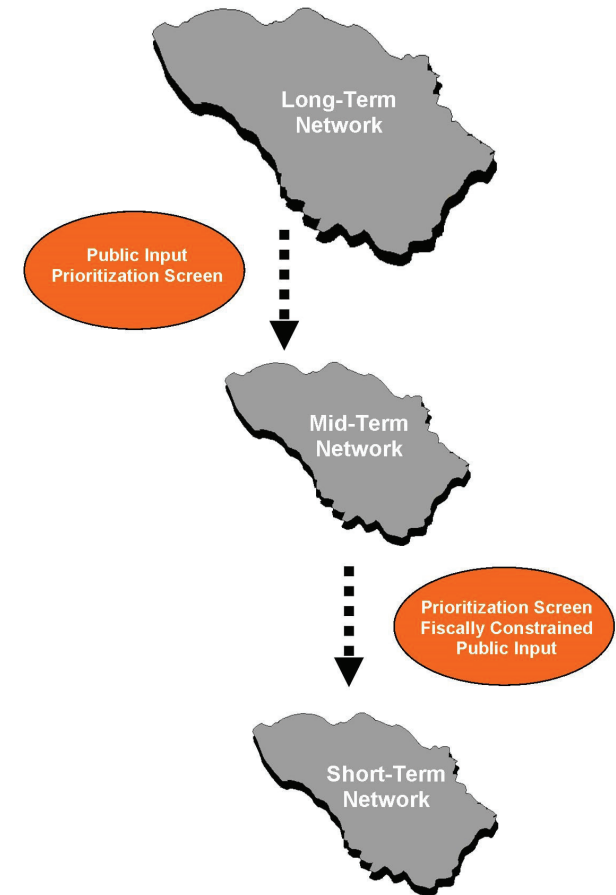 Long-Term
Network
Public Input
Prioritization Screen
Mid-Term
Network
Prioritization Screen
Fiscally Constrained
Public Input
Short-Term
Network